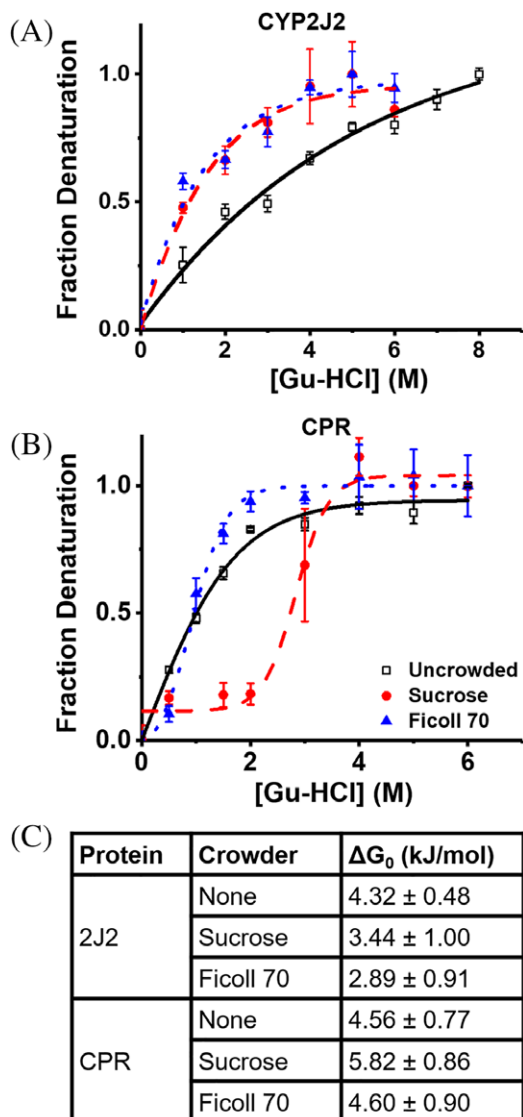 (A)
CYP2J2
Fraction Denaturation
1.0
0.5
0.0
0 2 4 6 8
[Gu-HCl] (M)
(B)
CPR
Fraction Denaturation
1.0
0.5
0.0
Uncrowded
Sucrose
Ficoll 70
0 2 4 6
[Gu-HCl] (M)
(C)
Protein Crowder ΔG₀ (kJ/mol)
2J2
None 4.32 ± 0.48
Sucrose 3.44 ± 1.00
Ficoll 70 2.89 ± 0.91
CPR
None 4.56 ± 0.77
Sucrose 5.82 ± 0.86
Ficoll 70 4.60 ± 0.90